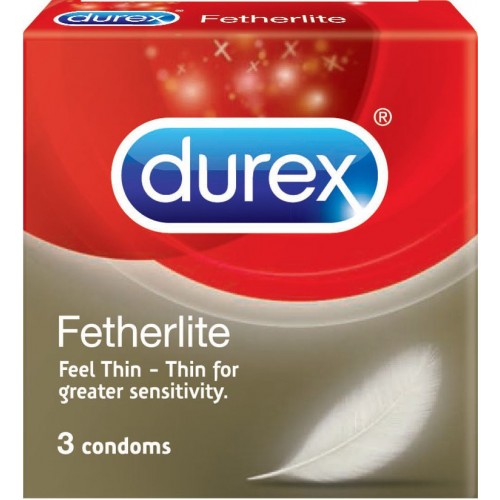 durex Fetherlite
durex®
Fetherlite
Feel Thin – Thin for
greater sensitivity.
3 condoms